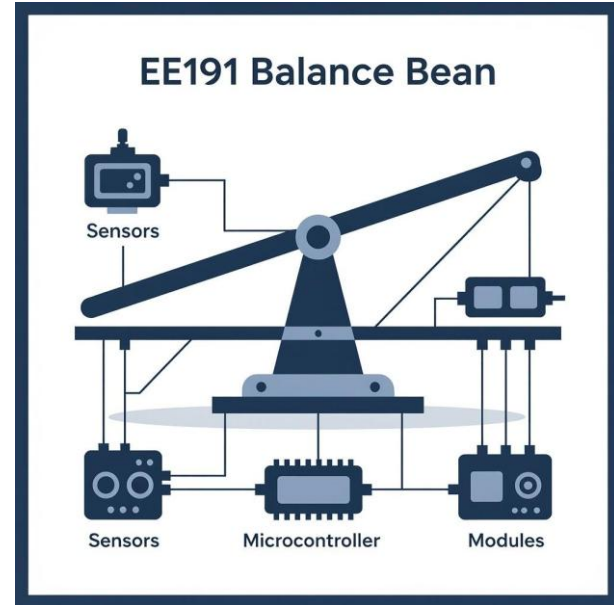 EE191 Balance Bean
Sensors
Sensors
Microcontroller
Modules